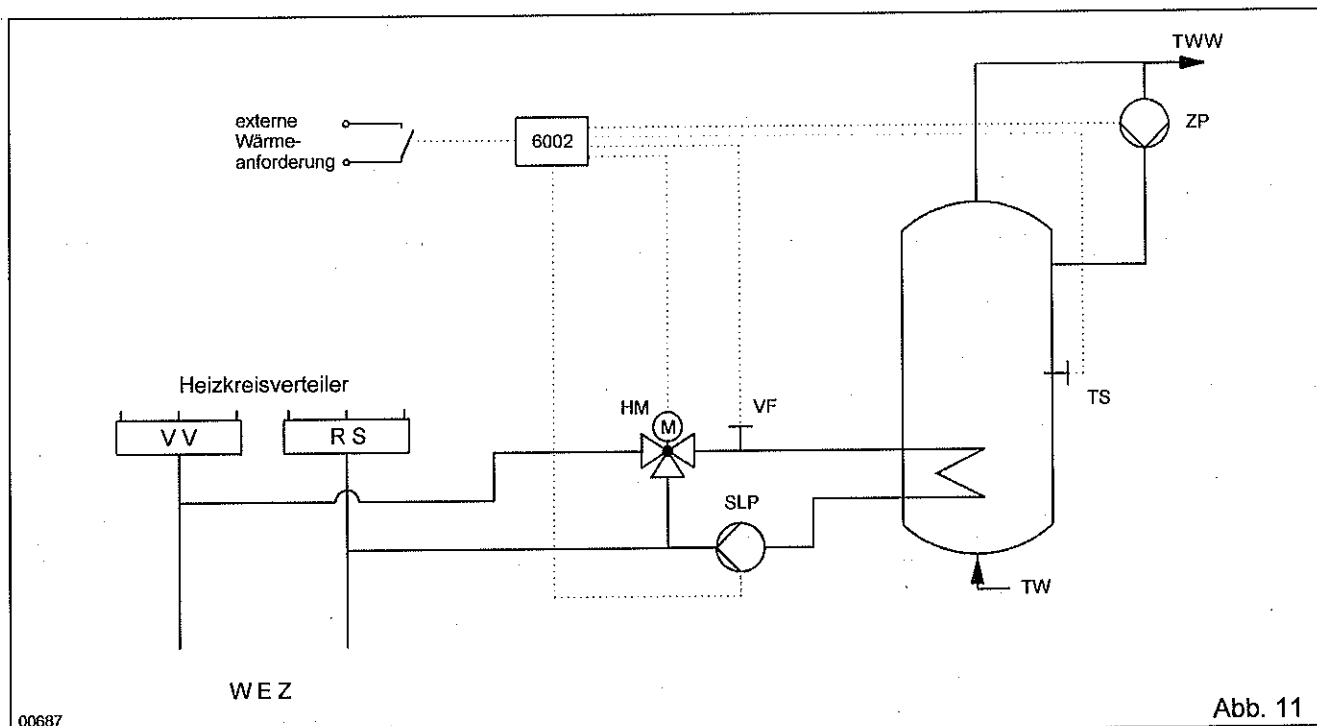 TWW
ZP
externe
Wärme-
anforderung
6002
TS
Heizkreisverteiler
V V
R S
HM
M
VF
SLP
TW
W E Z
00687
Abb. 11